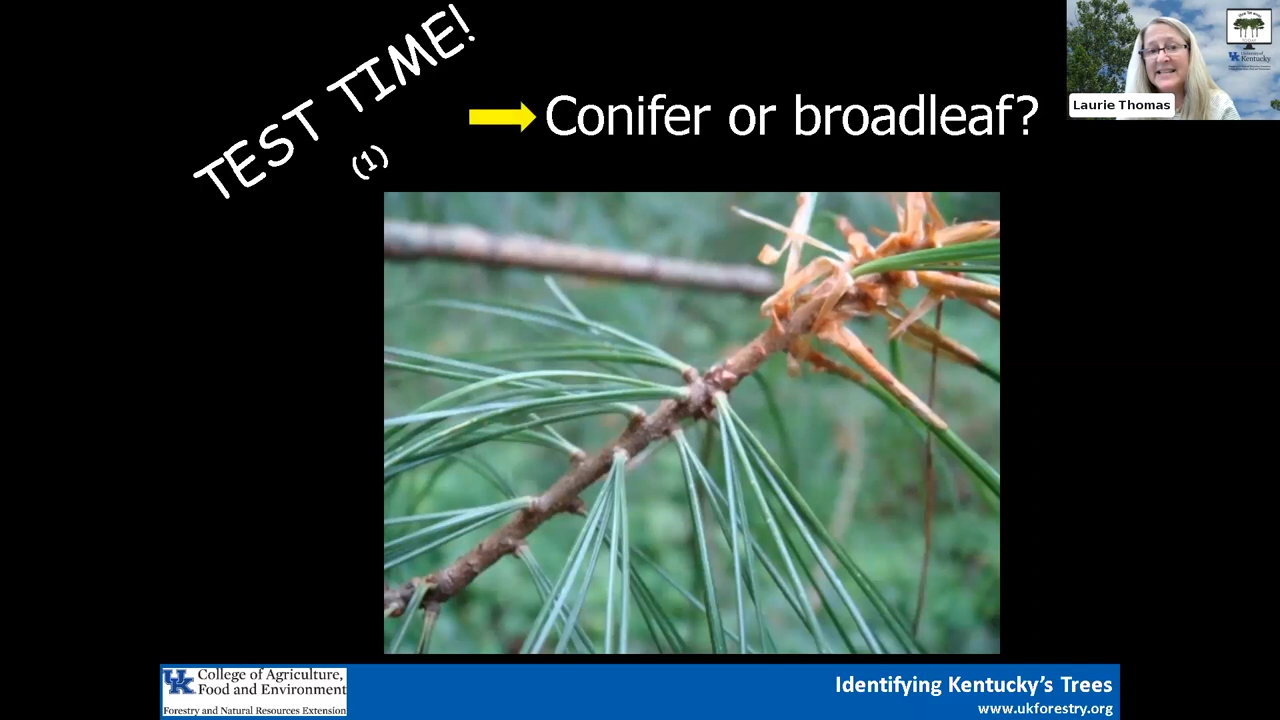 TEST TIME!
(1)
Conifer or broadleaf?
Laurie Thomas
Kentucky
College of Agriculture,
Food and Environment
Forestry and Natural Resources Extension
Identifying Kentucky's Trees
www.ukforestry.org